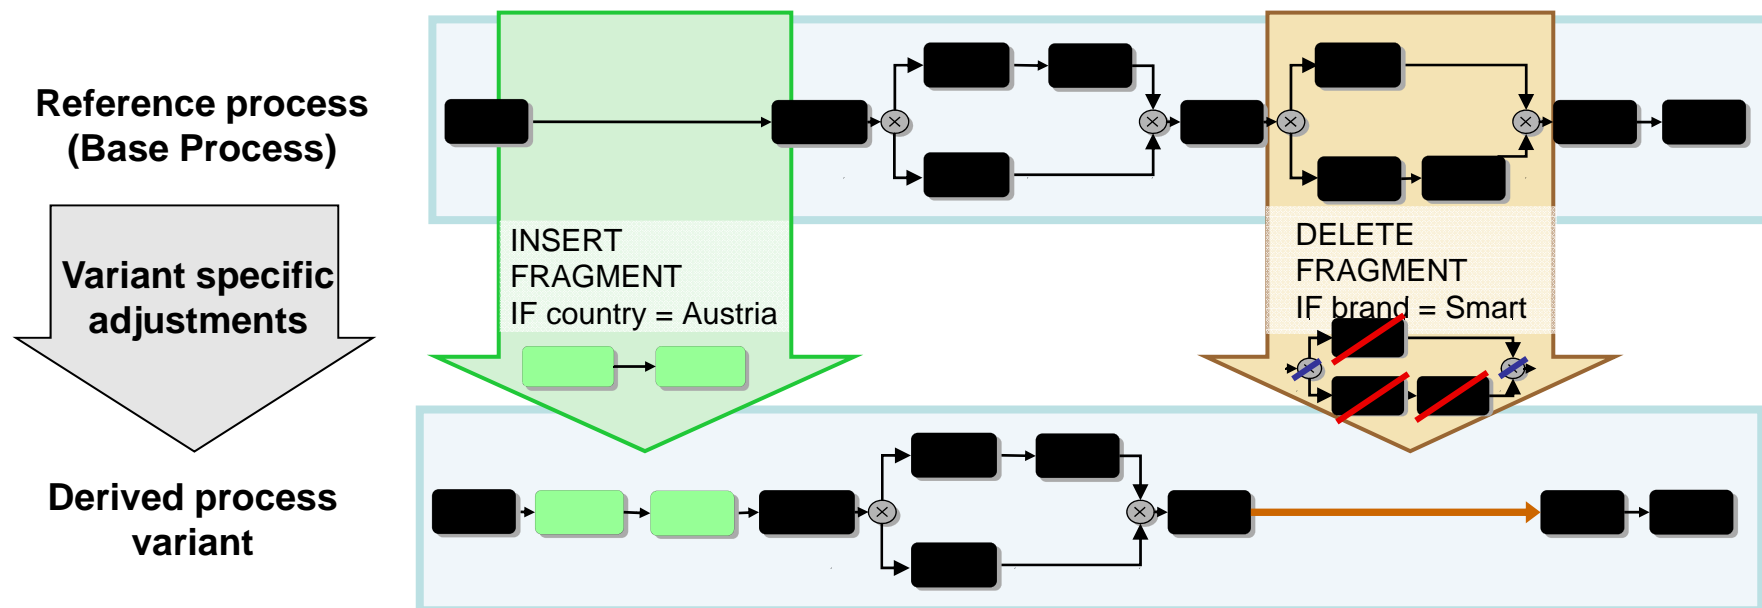 Reference process
(Base Process)
INSERT
FRAGMENT
IF country = Austria
DELETE
FRAGMENT
IF brand = Smart
Variant specific
adjustments
Derived process
variant